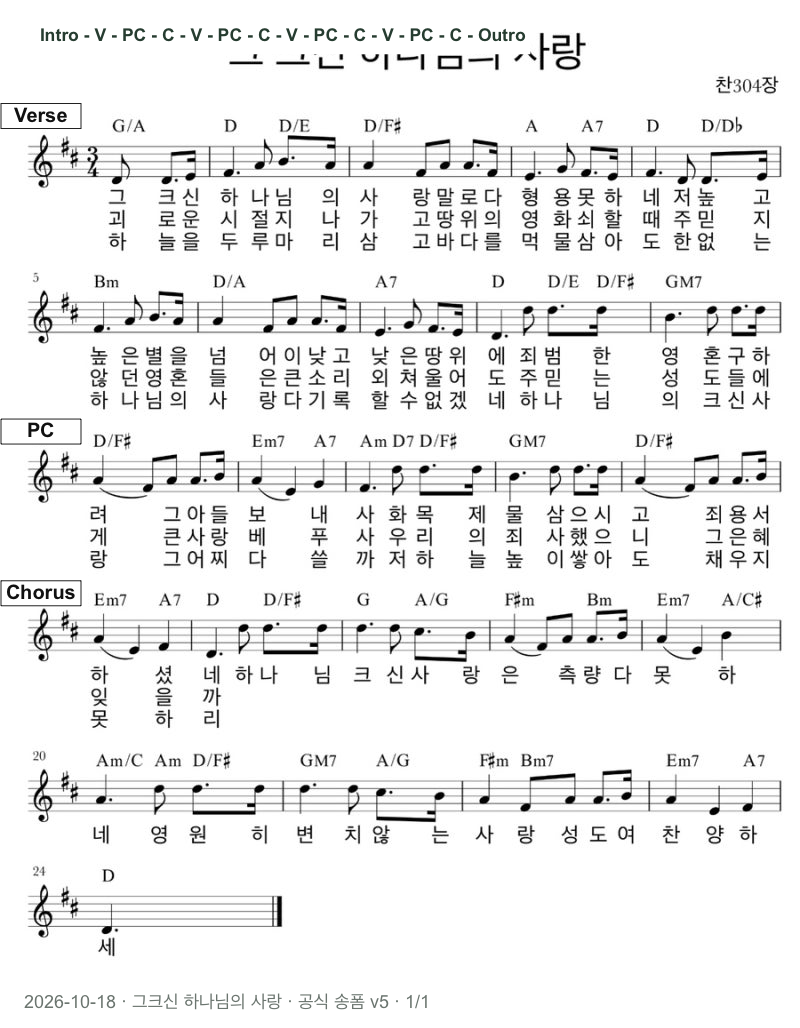 Intro - V - PC - C - V - PC - C - V - PC - C - V - PC - C - Outro
그 크신 하나님의 사랑
찬304장
Verse
G/A D D/E D/F♯ A A7 D D/D♭
3/4
그 크신 하나님 의 사 랑말로다 형용못하 네 저높 고
괴 로운 시절지 나 가 고땅위의 영화쇠할 때 주믿 지
하 늘을 두루마 리 삼 고바다를 먹물삼아 도 한없 는
5
Bm D/A A7 D D/E D/F♯ GM7
높은별을 넘 어이낮고 낮은땅위 에 죄범 한 영 혼구하
않던영혼 들 은큰소리 외쳐울어 도 주믿 는 성 도들에
하나님의 사 랑다기록 할수없겠 네 하나 님 의 크신사
PC
D/F♯ Em7 A7 Am D7 D/F♯ GM7 D/F♯
려 그아들 보 내 사 화목 제 물 삼으시 고 죄용서
게 큰사랑 베 푸 사 우리 의 죄 사했으 니 그은혜
랑 그어찌 다 쓸 까 저하 늘 높 이쌓아 도 채우지
Chorus
Em7 A7 D D/F♯ G A/G F♯m Bm Em7 A/C♯
하 셨 네 하나 님 크 신사 랑 은 측량다 못 하
잊 을 까
못 하 리
20
Am/C Am D/F♯ GM7 A/G F♯m Bm7 Em7 A7
네 영원 히 변 치않 는 사 랑 성도여 찬 양 하
24
D
세
2026-10-18 · 그크신 하나님의 사랑 · 공식 송폼 v5 · 1/1